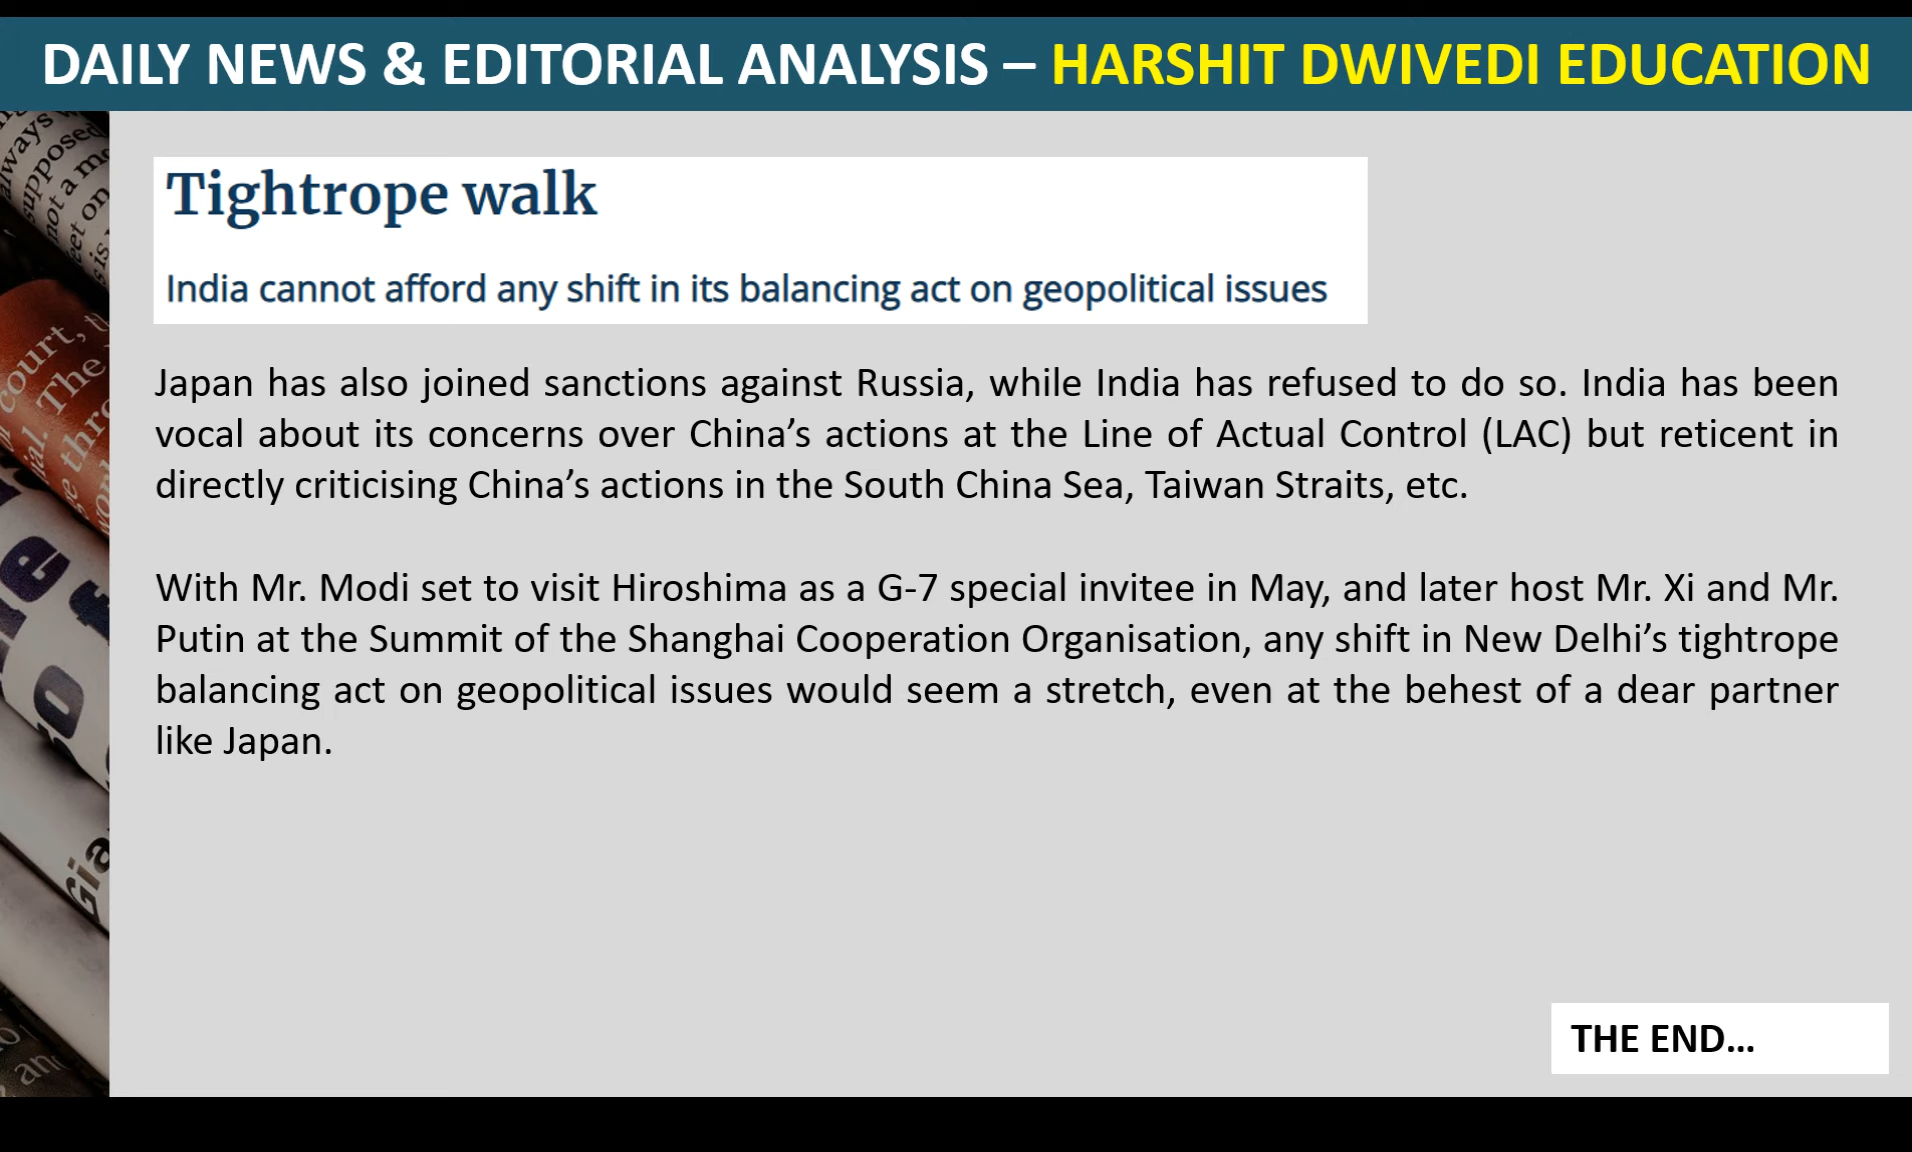 DAILY NEWS & EDITORIAL ANALYSIS – HARSHIT DWIVEDI EDUCATION
Tightrope walk
India cannot afford any shift in its balancing act on geopolitical issues
Japan has also joined sanctions against Russia, while India has refused to do so. India has been
vocal about its concerns over China’s actions at the Line of Actual Control (LAC) but reticent in
directly criticising China’s actions in the South China Sea, Taiwan Straits, etc.
With Mr. Modi set to visit Hiroshima as a G-7 special invitee in May, and later host Mr. Xi and Mr.
Putin at the Summit of the Shanghai Cooperation Organisation, any shift in New Delhi’s tightrope
balancing act on geopolitical issues would seem a stretch, even at the behest of a dear partner
like Japan.
THE END...
always
supposed
not a
court,
The